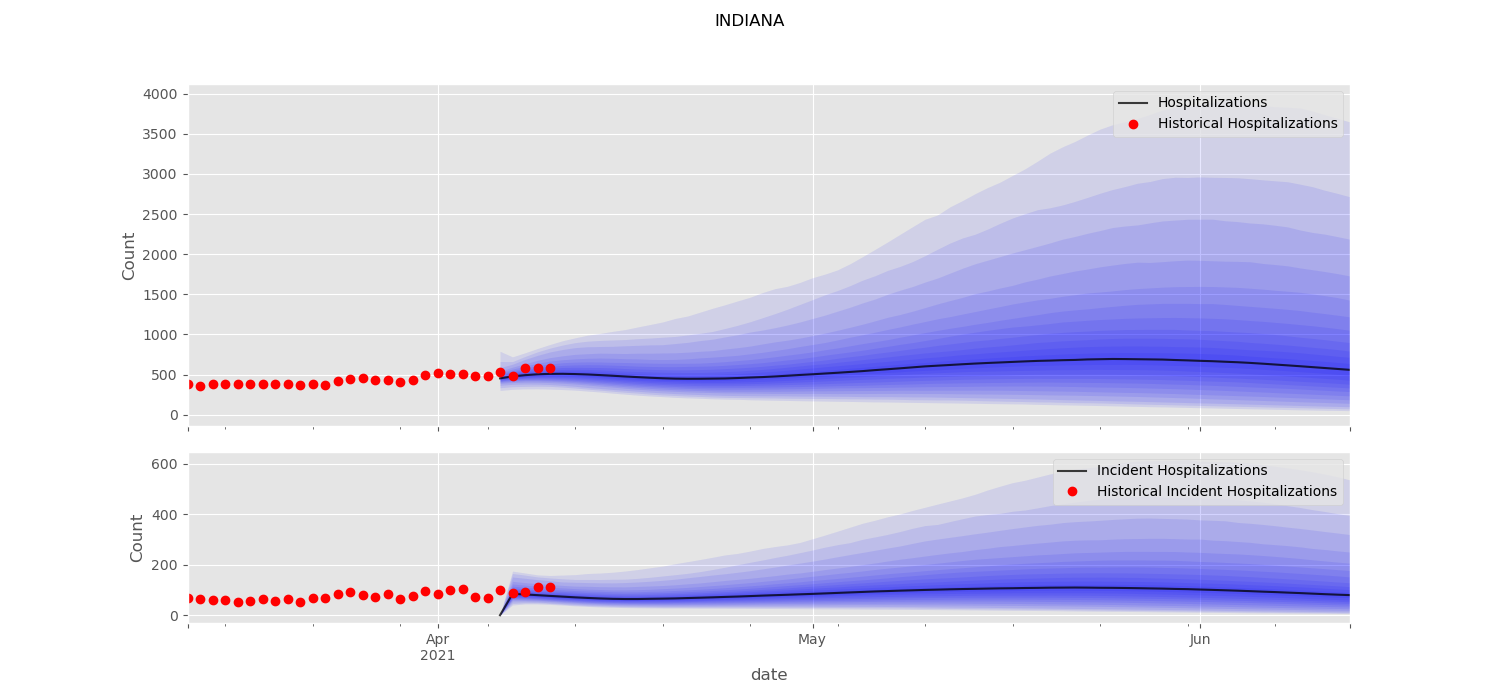 INDIANA
Hospitalizations
Historical Hospitalizations
4000
3500
3000
2500
2000
1500
1000
500
0
Count
Incident Hospitalizations
Historical Incident Hospitalizations
600
400
200
0
Count
Apr
2021
May
Jun
date